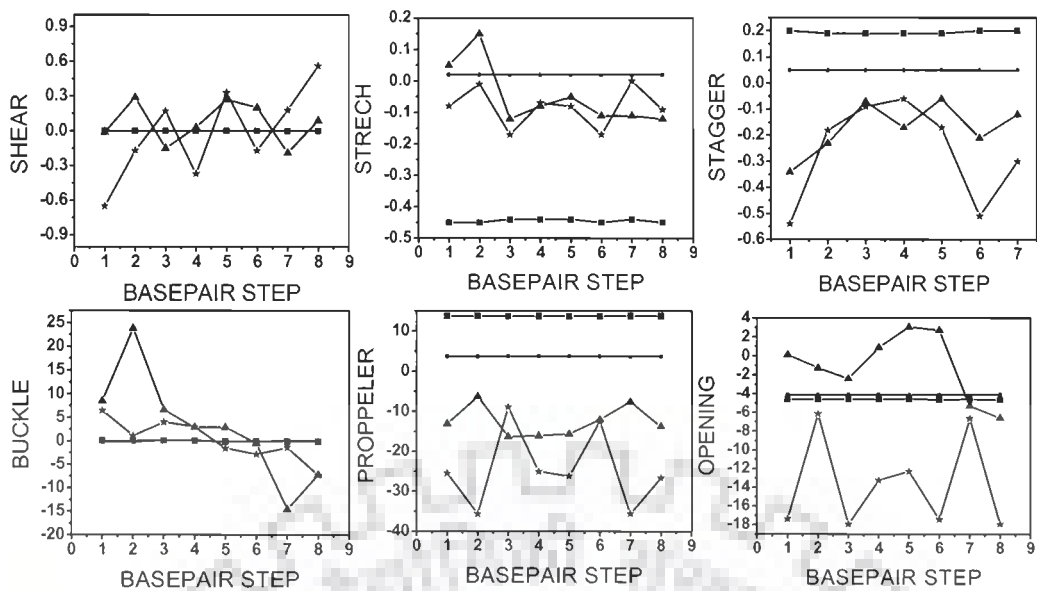 SHEAR
0.9
0.6
0.3
0.0
-0.3
-0.6
-0.9
0 1 2 3 4 5 6 7 8 9
BASEPAIR STEP
STRECH
0.2
0.1
0.0
-0.1
-0.2
-0.3
-0.4
-0.5
0 1 2 3 4 5 6 7 8 9
BASEPAIR STEP
STAGGER
0.2
0.1
0.0
-0.1
-0.2
-0.3
-0.4
-0.5
-0.6
1 2 3 4 5 6 7
BASEPAIR STEP
BUCKLE
25
20
15
10
5
0
-5
-10
-15
-20
0 1 2 3 4 5 6 7 8 9
BASEPAIR STEP
PROPPELER
10
0
-10
-20
-30
-40
0 1 2 3 4 5 6 7 8 9
BASEPAIR STEP
OPENING
4
2
0
-2
-4
-6
-8
-10
-12
-14
-16
-18
0 1 2 3 4 5 6 7 8 9
BASEPAIR STEP